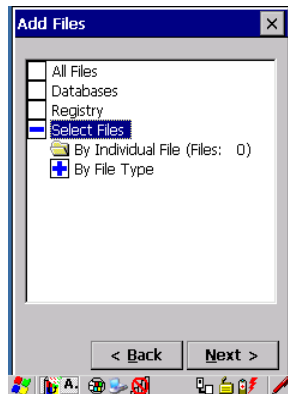 Add Files
All Files
Databases
Registry
Select Files
By Individual File (Files: 0)
By File Type
< Back
Next >
A.